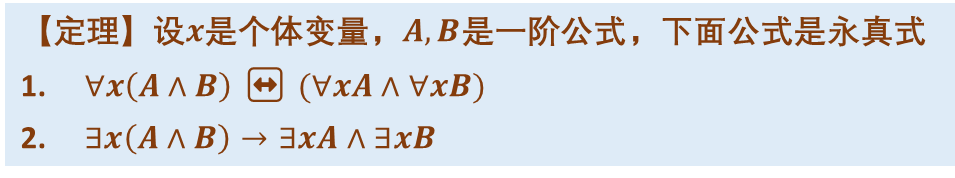 【定理】设x是个体变量，A,B是一阶公式，下面公式是永真式
1. ∀x(A ∧ B) ↔ (∀xA ∧ ∀xB)
2. ∃x(A ∧ B) → ∃xA ∧ ∃xB